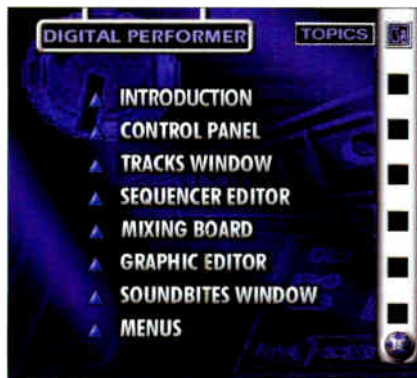 DIGITAL PERFORMER
TOPICS
INTRODUCTION
CONTROL PANEL
TRACKS WINDOW
SEQUENCER EDITOR
MIXING BOARD
GRAPHIC EDITOR
SOUNDBITES WINDOW
MENUS